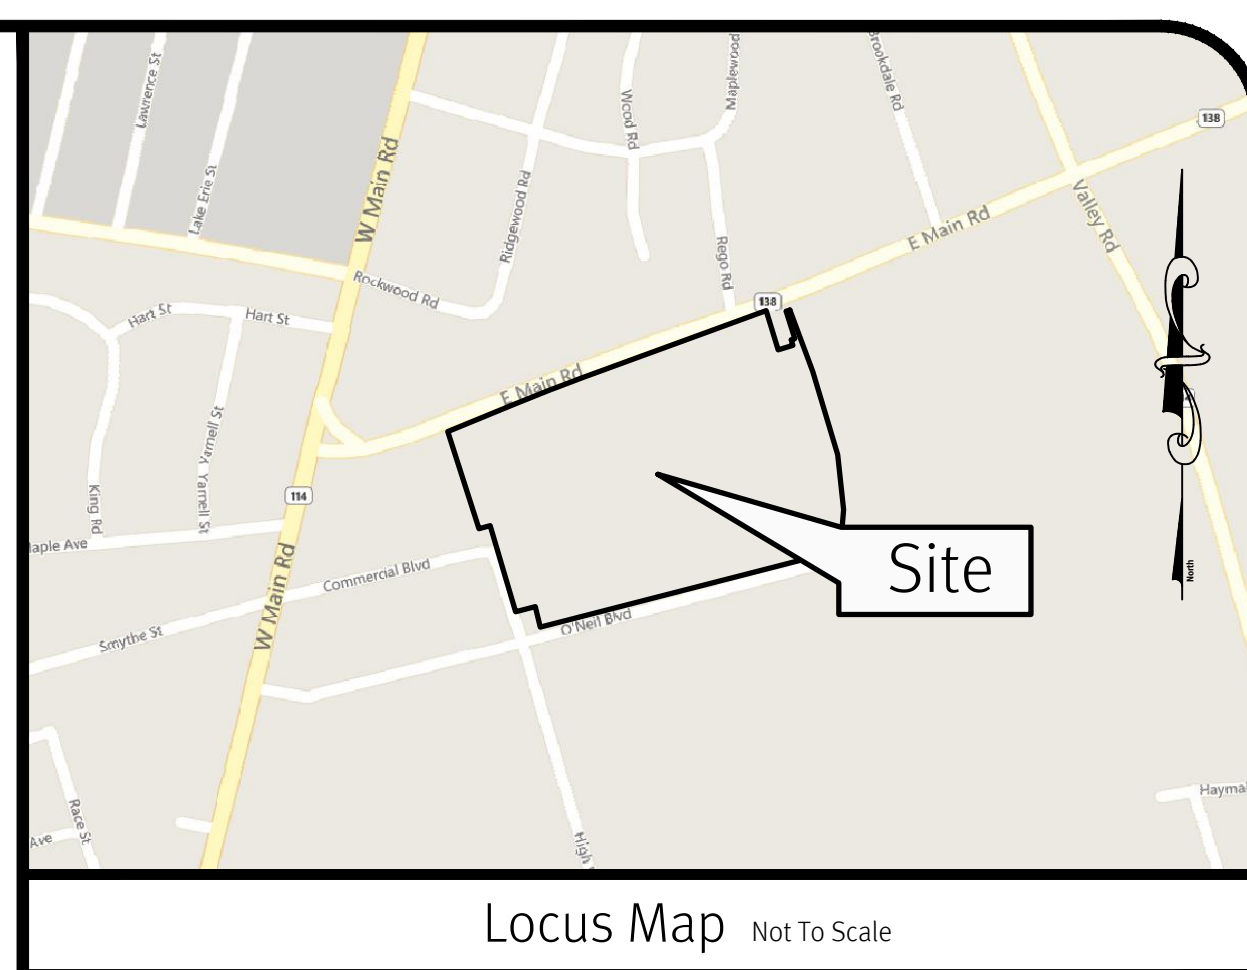 Lawrence St
Lake Erie St
W Main Rd
Ridgewood Rd
Wood Rd
Maplewood
Brookdale Rd
138
Valley Rd
E Main Rd
Rego Rd
138
Rockwood Rd
Hart St
Hart St
E Main Rd
Yarnell St
Yarnell St
King Rd
114
aple Ave
Commercial Blvd
W Main Rd
Smythe St
O'Neil Blvd
Site
North
Race St
Ave
High
Hayma
Locus Map Not To Scale